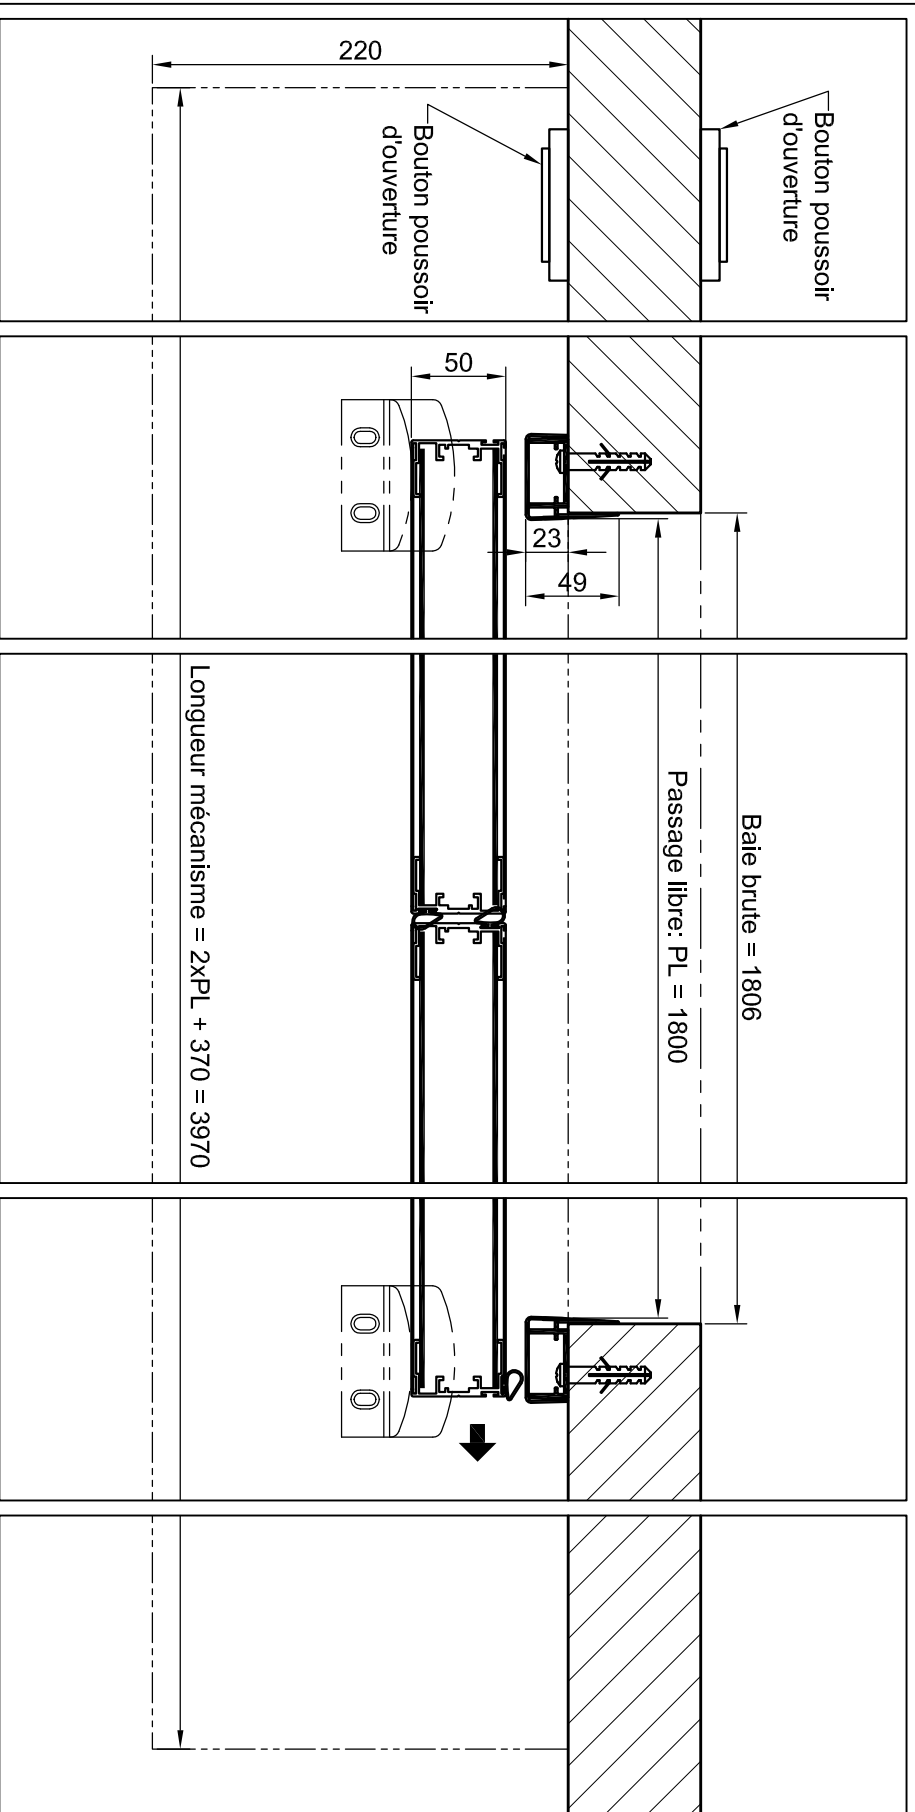 220
Bouton poussoir
d'ouverture
Bouton poussoir
d'ouverture
50
23
49
Baie brute = 1806
Passage libre: PL = 1800
Longueur mécanisme = 2xPL + 370 = 3970